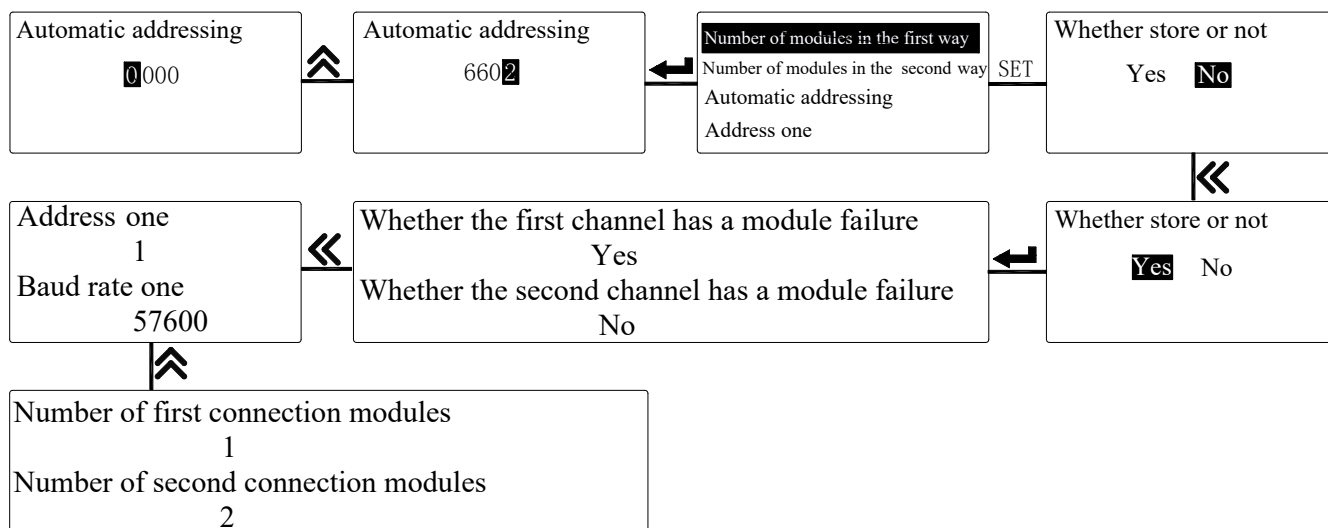 Automatic addressing
0000
Automatic addressing
6602
Number of modules in the first way
Number of modules in the second way
Automatic addressing
Address one
SET
Whether store or not
Yes No
Address one
1
Baud rate one
57600
Whether the first channel has a module failure
Yes
Whether the second channel has a module failure
No
Whether store or not
Yes No
Number of first connection modules
1
Number of second connection modules
2